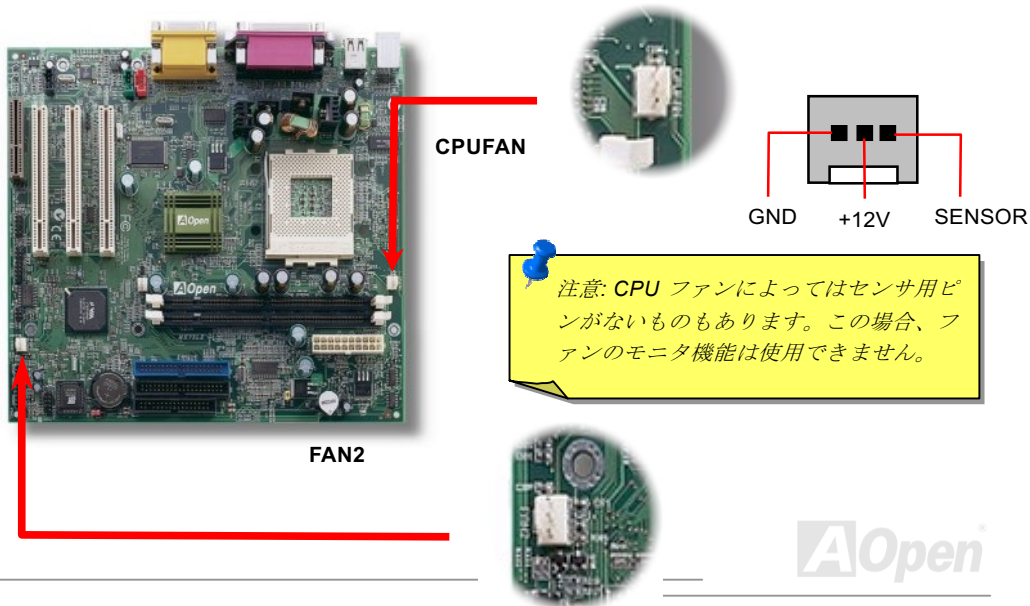 CPUFAN
GND +12V SENSOR
注意: CPU ファンによってはセンサ用ピ
ンがないものもあります。この場合、フ
ァンのモニタ機能は使用できません。
AOpen
AOpen
FAN2
AOpen